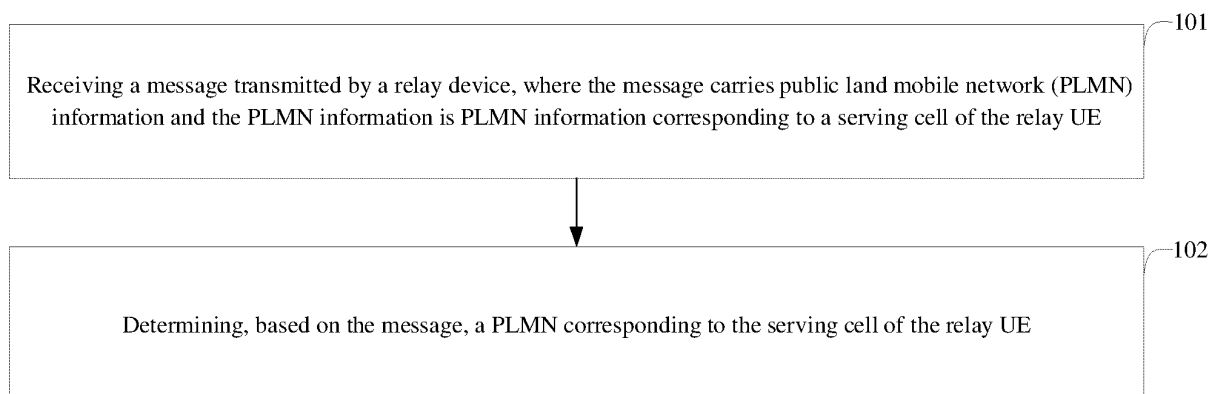 101
Receiving a message transmitted by a relay device, where the message carries public land mobile network (PLMN)
information and the PLMN information is PLMN information corresponding to a serving cell of the relay UE
102
Determining, based on the message, a PLMN corresponding to the serving cell of the relay UE